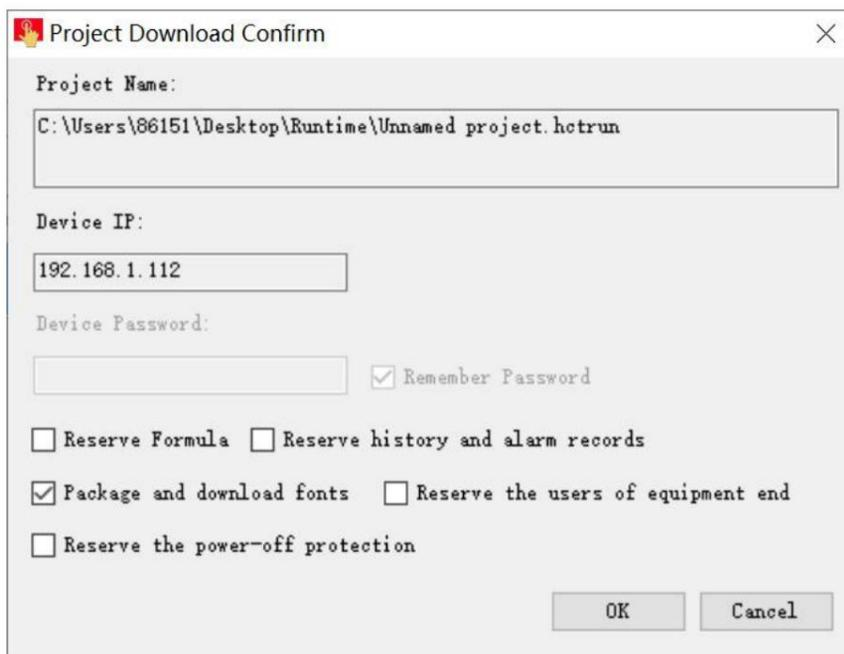 Project Download Confirm
Project Name:
C:\Users\86151\Desktop\Runtime\Unnamed project.hctrun
Device IP:
192.168.1.112
Device Password:
Remember Password
Reserve Formula Reserve history and alarm records
Package and download fonts Reserve the users of equipment end
Reserve the power-off protection
OK Cancel